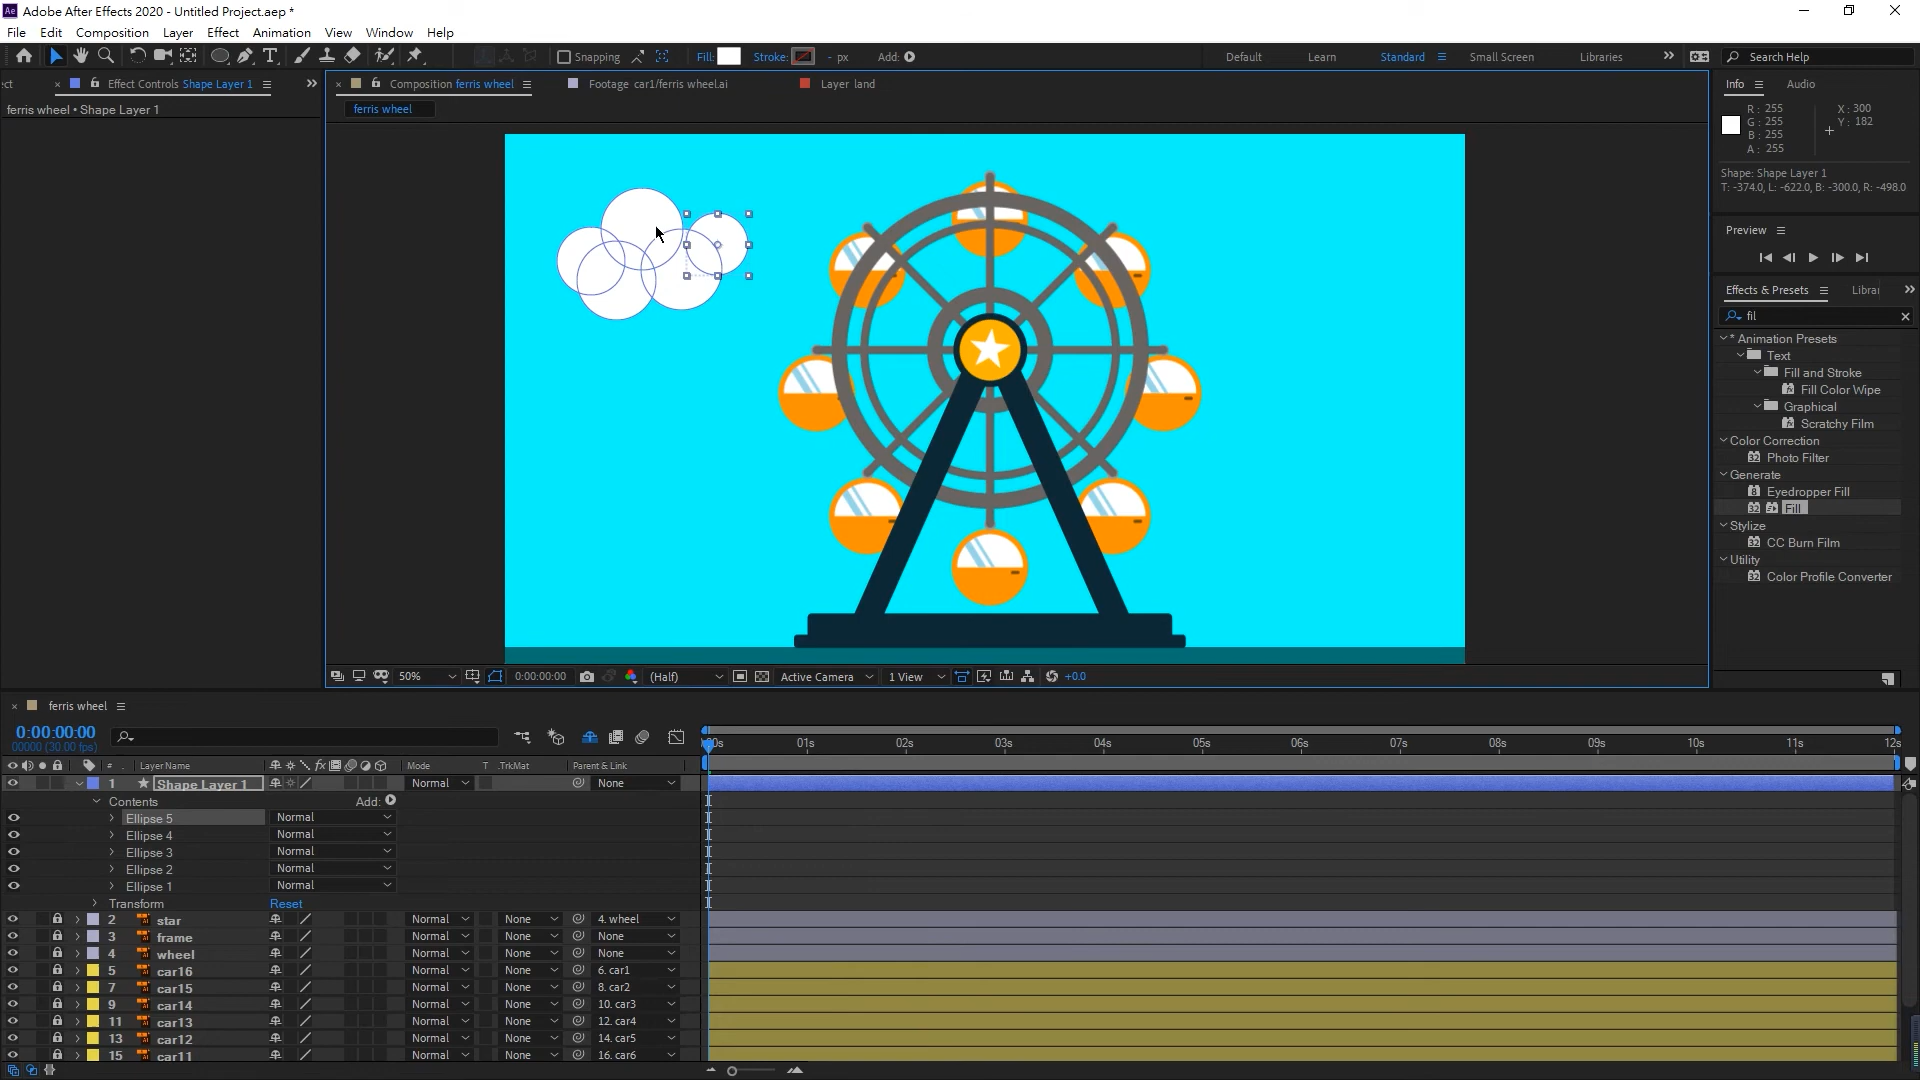 Adobe After Effects 2020 - Untitled Project.aep *
File Edit Composition Layer Effect Animation View Window Help
Snapping Fill: Stroke: - px Add: Default Learn Standard Small Screen Libraries Search Help
ect Effect Controls Shape Layer 1
Composition ferris wheel Footage car1/ferris wheel.ai Layer land
Info Audio
ferris wheel • Shape Layer 1
ferris wheel
R : 255
G : 255
B : 255
A : 255
X : 300
Y : 182
Shape: Shape Layer 1
T: -374.0, L: -622.0, B: -300.0, R: -498.0
Preview
Effects & Presets Librar
fil
* Animation Presets
Text
Fill and Stroke
Fill Color Wipe
Graphical
Scratchy Film
Color Correction
Photo Filter
Generate
Eyedropper Fill
Fill
Stylize
CC Burn Film
Utility
Color Profile Converter
50% 0:00:00:00 (Half) Active Camera 1 View +0.0
ferris wheel
0:00:00:00
00000 (30.00 fps)
:00s 01s 02s 03s 04s 05s 06s 07s 08s 09s 10s 11s 12s
# Layer Name fx Mode T .TrkMat Parent & Link
1 Shape Layer 1 Normal None
Contents Add:
Ellipse 5 Normal
Ellipse 4 Normal
Ellipse 3 Normal
Ellipse 2 Normal
Ellipse 1 Normal
Transform Reset
2 star Normal None 4. wheel
3 frame Normal None None
4 wheel Normal None None
5 car16 Normal None 6. car1
7 car15 Normal None 8. car2
9 car14 Normal None 10. car3
11 car13 Normal None 12. car4
13 car12 Normal None 14. car5
15 car11 Normal None 16. car6